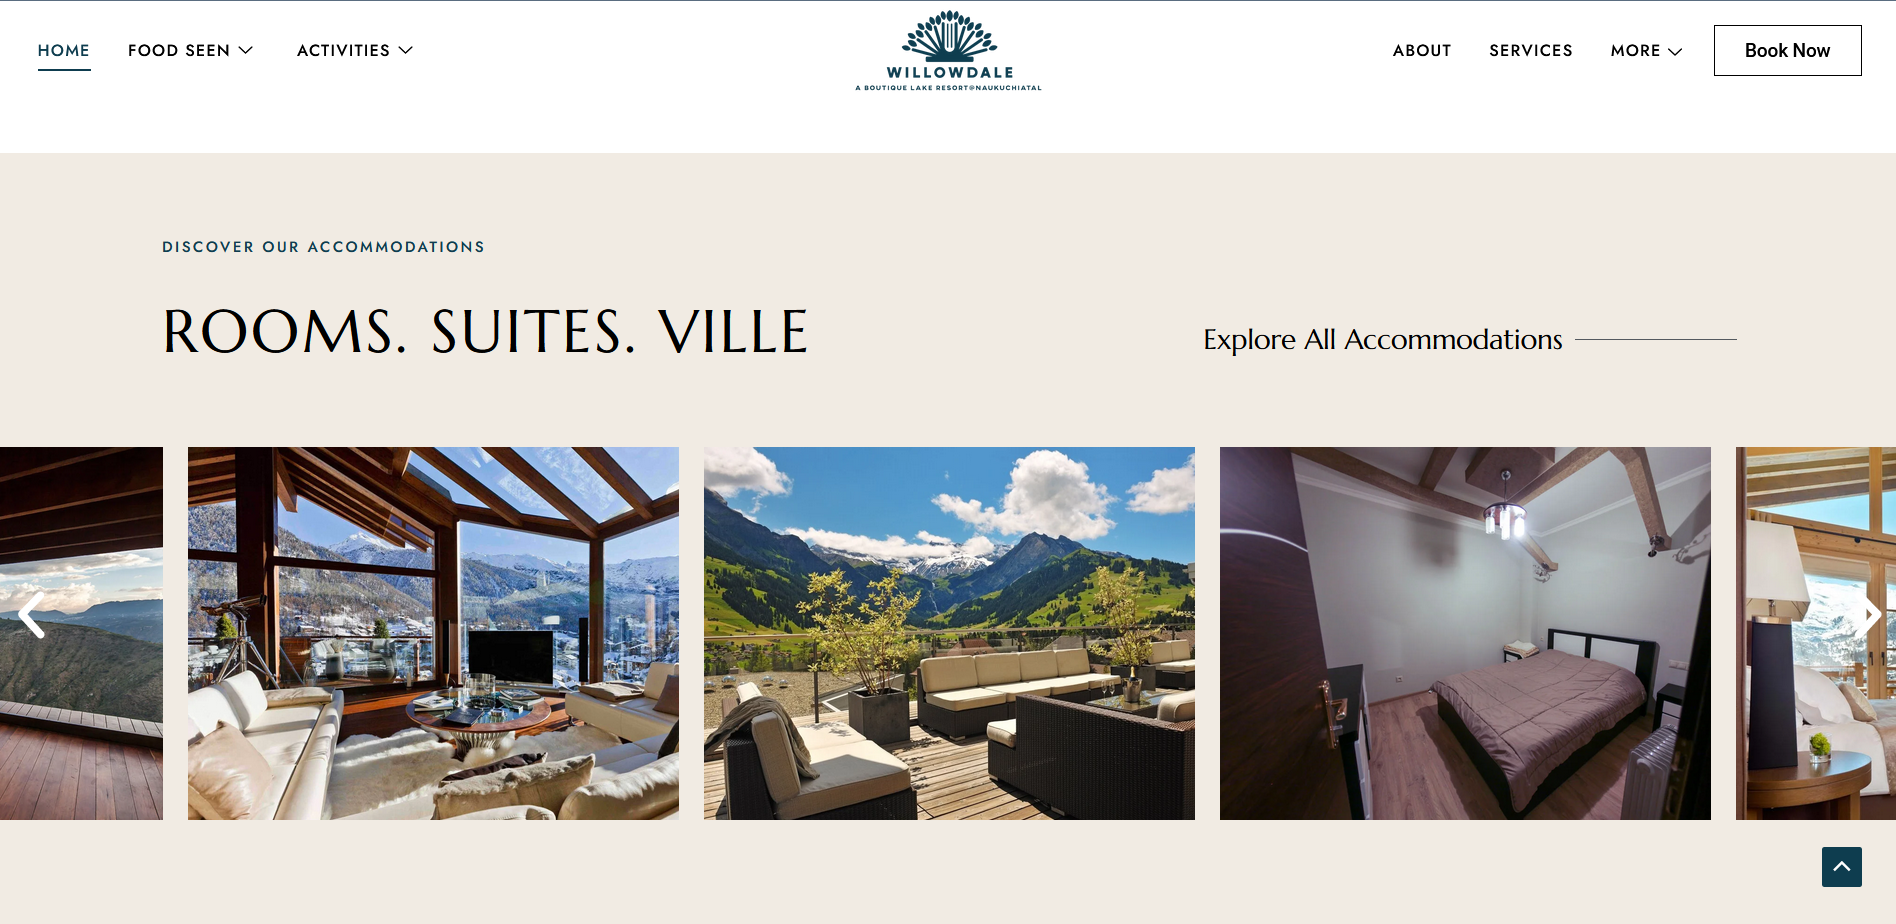 HOME
FOOD SEEN
ACTIVITIES
WILLOWDALE
A BOUTIQUE LAKE RESORT@NAUKUCHIATAL
ABOUT
SERVICES
MORE
Book Now
DISCOVER OUR ACCOMMODATIONS
ROOMS. SUITES. VILLE
Explore All Accommodations